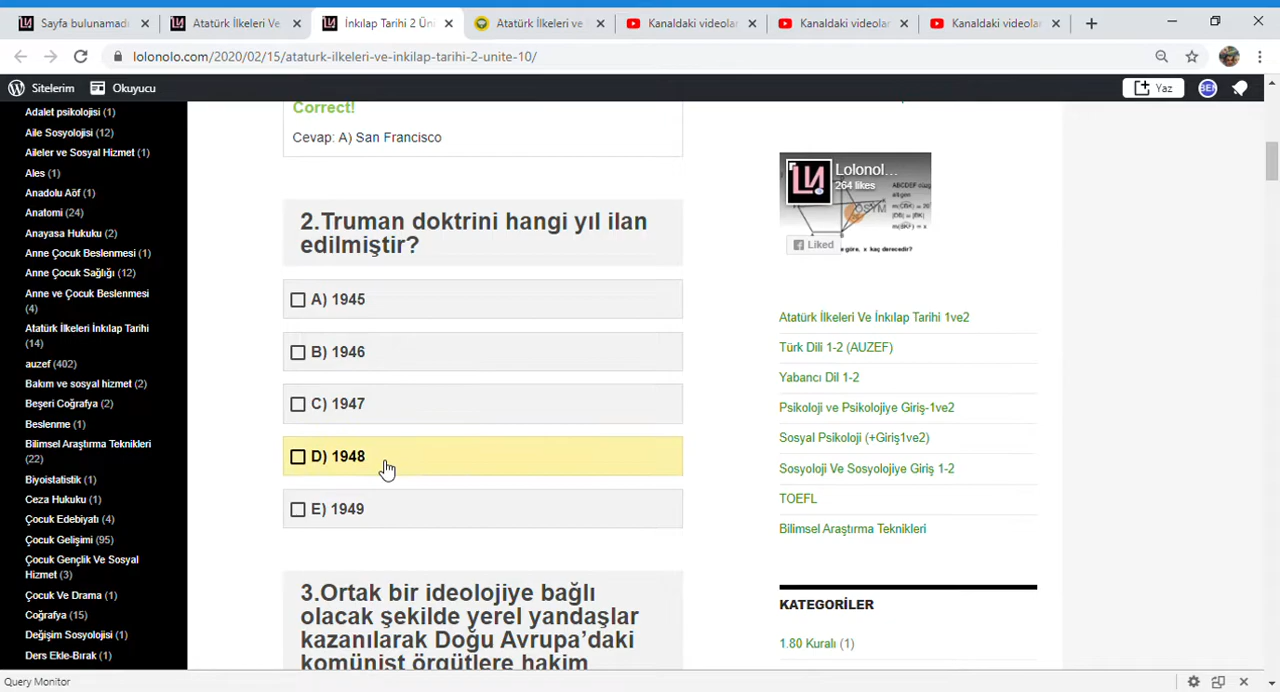 Sayfa bulunamadı
Atatürk İlkeleri Ve
İnkılap Tarihi 2 Üni
Atatürk İlkeleri ve
Kanaldaki videolar
Kanaldaki videolar
Kanaldaki videolar
lolonolo.com/2020/02/15/ataturk-ilkeleri-ve-inkilap-tarihi-2-unite-10/
Sitelerim
Okuyucu
Yaz
BEN
Adalet psikolojisi (1)
Aile Sosyolojisi (12)
Aileler ve Sosyal Hizmet (1)
Ales (1)
Anadolu Aöf (1)
Anatomi (24)
Anayasa Hukuku (2)
Anne Çocuk Beslenmesi (1)
Anne Çocuk Sağlığı (12)
Anne ve Çocuk Beslenmesi
(4)
Atatürk İlkeleri İnkılap Tarihi
(14)
auzef (402)
Bakım ve sosyal hizmet (2)
Beşeri Coğrafya (2)
Beslenme (1)
Bilimsel Araştırma Teknikleri
(22)
Biyoistatistik (1)
Ceza Hukuku (1)
Çocuk Edebiyatı (4)
Çocuk Gelişimi (95)
Çocuk Gençlik Ve Sosyal
Hizmet (3)
Çocuk Ve Drama (1)
Coğrafya (15)
Değişim Sosyolojisi (1)
Ders Ekle-Bırak (1)
Correct!
Cevap: A) San Francisco
2.Truman doktrini hangi yıl ilan
edilmiştir?
A) 1945
B) 1946
C) 1947
D) 1948
E) 1949
3.Ortak bir ideolojiye bağlı
olacak şekilde yerel yandaşlar
kazanılarak Doğu Avrupa'daki
komünist örgütlere hakim
Lolonol...
264 likes
Liked
Atatürk İlkeleri Ve İnkılap Tarihi 1ve2
Türk Dili 1-2 (AUZEF)
Yabancı Dil 1-2
Psikoloji ve Psikolojiye Giriş-1ve2
Sosyal Psikoloji (+Giriş1ve2)
Sosyoloji Ve Sosyolojiye Giriş 1-2
TOEFL
Bilimsel Araştırma Teknikleri
KATEGORİLER
1.80 Kuralı (1)
Query Monitor